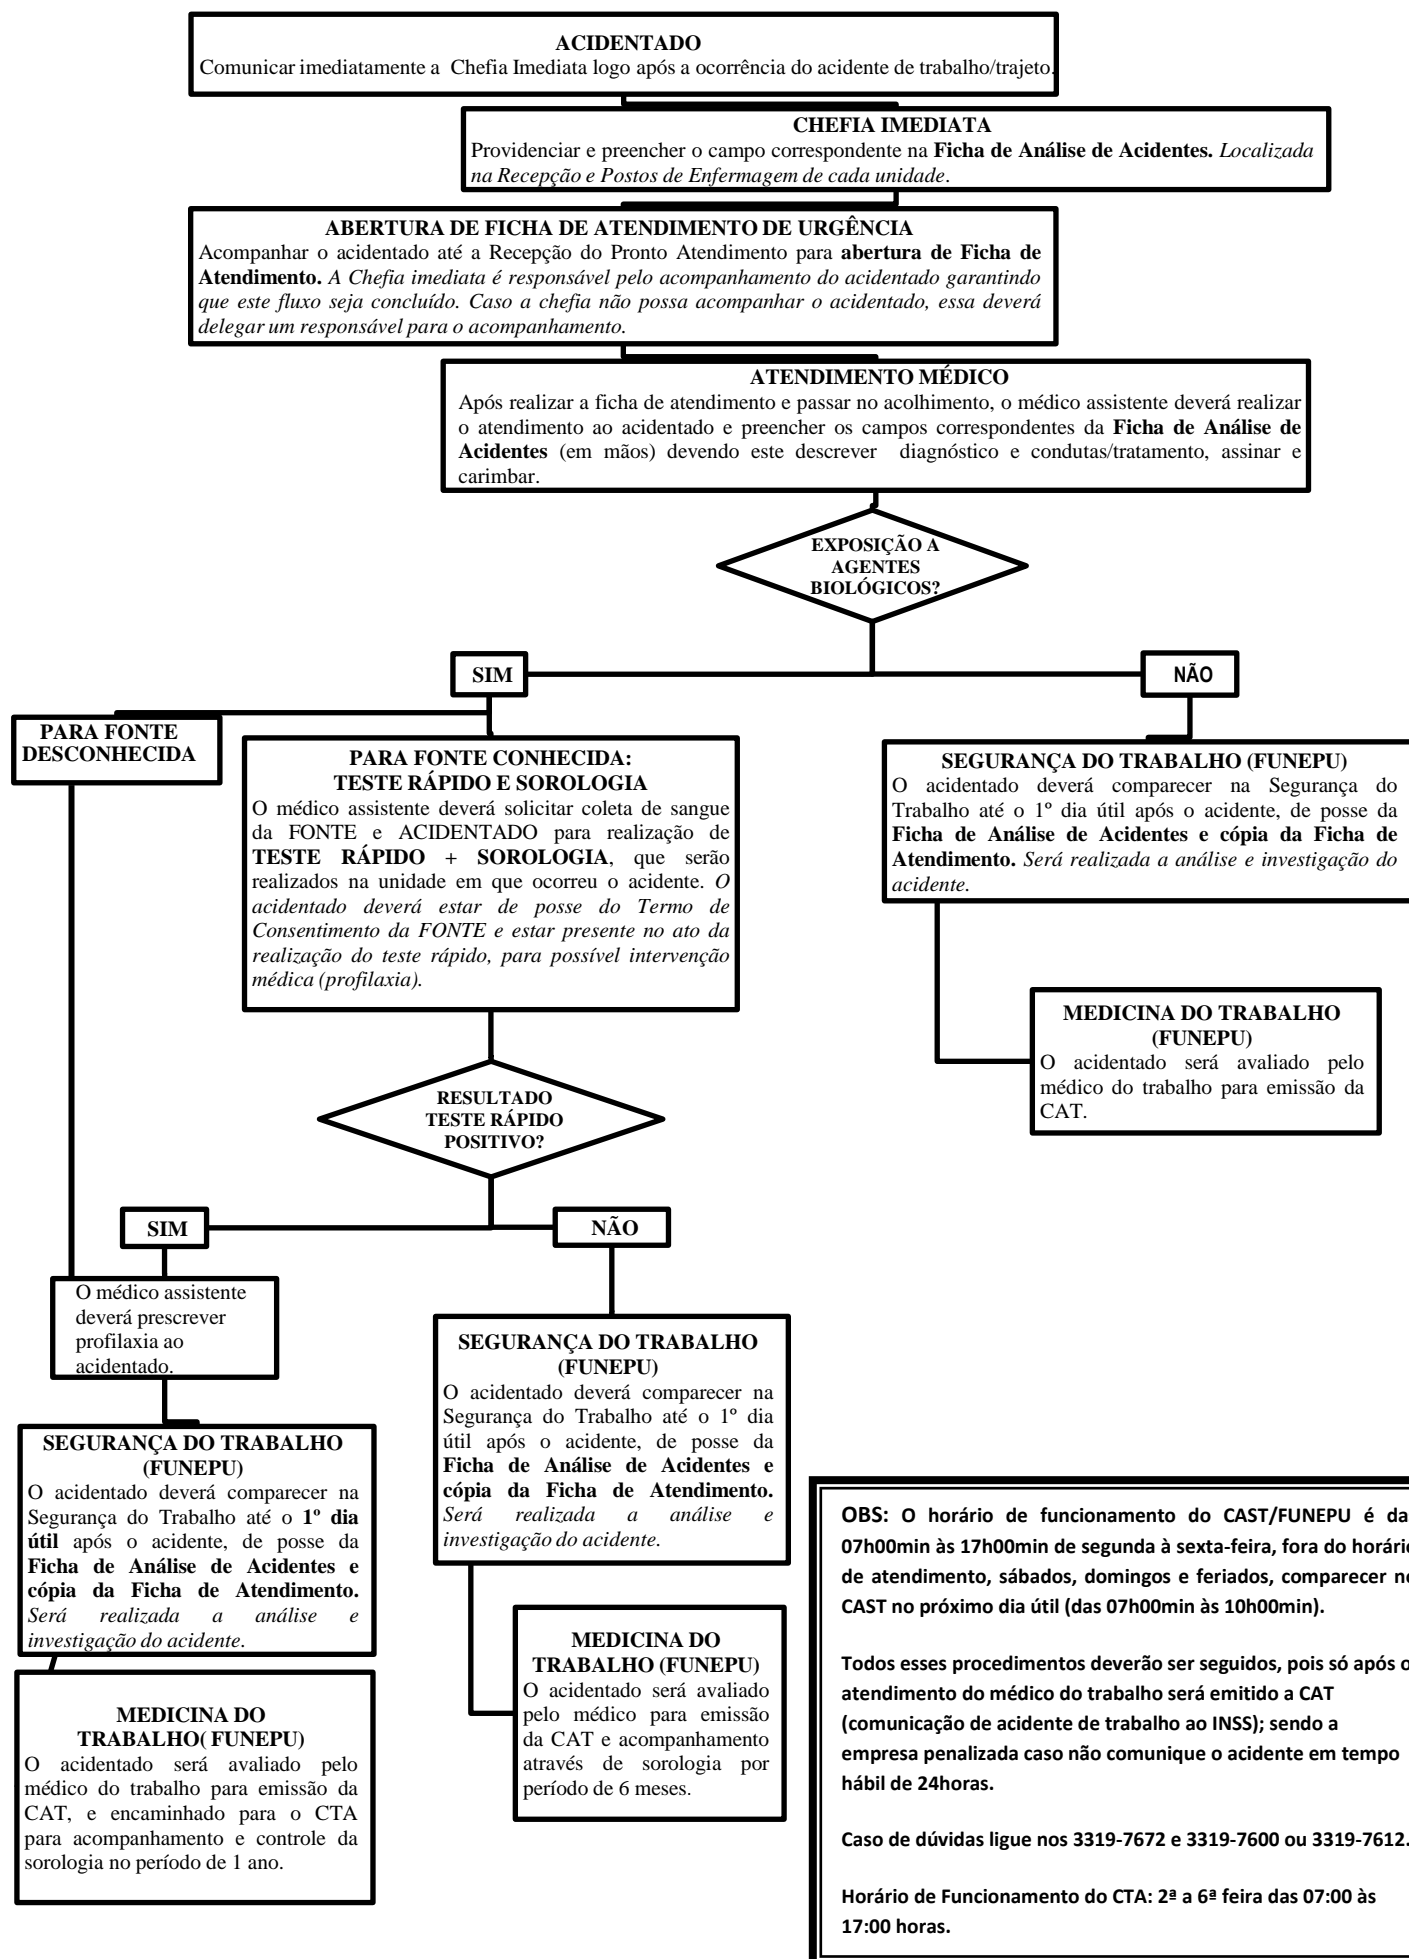 ACIDENTADO
Comunicar imediatamente a Chefia Imediata logo após a ocorrência do acidente de trabalho/trajeto.
CHEFIA IMEDIATA
Providenciar e preencher o campo correspondente na Ficha de Análise de Acidentes. Localizada
na Recepção e Postos de Enfermagem de cada unidade.
ABERTURA DE FICHA DE ATENDIMENTO DE URGÊNCIA
Acompanhar o acidentado até a Recepção do Pronto Atendimento para abertura de Ficha de
Atendimento. A Chefia imediata é responsável pelo acompanhamento do acidentado garantindo
que este fluxo seja concluído. Caso a chefia não possa acompanhar o acidentado, essa deverá
delegar um responsável para o acompanhamento.
ATENDIMENTO MÉDICO
Após realizar a ficha de atendimento e passar no acolhimento, o médico assistente deverá realizar
o atendimento ao acidentado e preencher os campos correspondentes da Ficha de Análise de
Acidentes (em mãos) devendo este descrever diagnóstico e condutas/tratamento, assinar e
carimbar.
EXPOSIÇÃO A
AGENTES
BIOLÓGICOS?
SIM
NÃO
PARA FONTE
DESCONHECIDA
PARA FONTE CONHECIDA:
TESTE RÁPIDO E SOROLOGIA
O médico assistente deverá solicitar coleta de sangue
da FONTE e ACIDENTADO para realização de
TESTE RÁPIDO + SOROLOGIA, que serão
realizados na unidade em que ocorreu o acidente. O
acidentado deverá estar de posse do Termo de
Consentimento da FONTE e estar presente no ato da
realização do teste rápido, para possível intervenção
médica (profilaxia).
SEGURANÇA DO TRABALHO (FUNEPU)
O acidentado deverá comparecer na Segurança do
Trabalho até o 1º dia útil após o acidente, de posse da
Ficha de Análise de Acidentes e cópia da Ficha de
Atendimento. Será realizada a análise e investigação do
acidente.
MEDICINA DO TRABALHO
(FUNEPU)
O acidentado será avaliado pelo
médico do trabalho para emissão da
CAT.
RESULTADO
TESTE RÁPIDO
POSITIVO?
SIM
NÃO
O médico assistente
deverá prescrever
profilaxia ao
acidentado.
SEGURANÇA DO TRABALHO
(FUNEPU)
O acidentado deverá comparecer na
Segurança do Trabalho até o 1º dia
útil após o acidente, de posse da
Ficha de Análise de Acidentes e
cópia da Ficha de Atendimento.
Será realizada a análise e
investigação do acidente.
SEGURANÇA DO TRABALHO
(FUNEPU)
O acidentado deverá comparecer na
Segurança do Trabalho até o 1º dia
útil após o acidente, de posse da
Ficha de Análise de Acidentes e
cópia da Ficha de Atendimento.
Será realizada a análise e
investigação do acidente.
MEDICINA DO
TRABALHO (FUNEPU)
O acidentado será avaliado
pelo médico para emissão
da CAT e acompanhamento
através de sorologia por
período de 6 meses.
MEDICINA DO
TRABALHO( FUNEPU)
O acidentado será avaliado pelo
médico do trabalho para emissão da
CAT, e encaminhado para o CTA
para acompanhamento e controle da
sorologia no período de 1 ano.
OBS: O horário de funcionamento do CAST/FUNEPU é da
07h00min às 17h00min de segunda à sexta-feira, fora do horário
de atendimento, sábados, domingos e feriados, comparecer no
CAST no próximo dia útil (das 07h00min às 10h00min).
Todos esses procedimentos deverão ser seguidos, pois só após o
atendimento do médico do trabalho será emitido a CAT
(comunicação de acidente de trabalho ao INSS); sendo a
empresa penalizada caso não comunique o acidente em tempo
hábil de 24horas.
Caso de dúvidas ligue nos 3319-7672 e 3319-7600 ou 3319-7612.
Horário de Funcionamento do CTA: 2ª a 6ª feira das 07:00 às
17:00 horas.